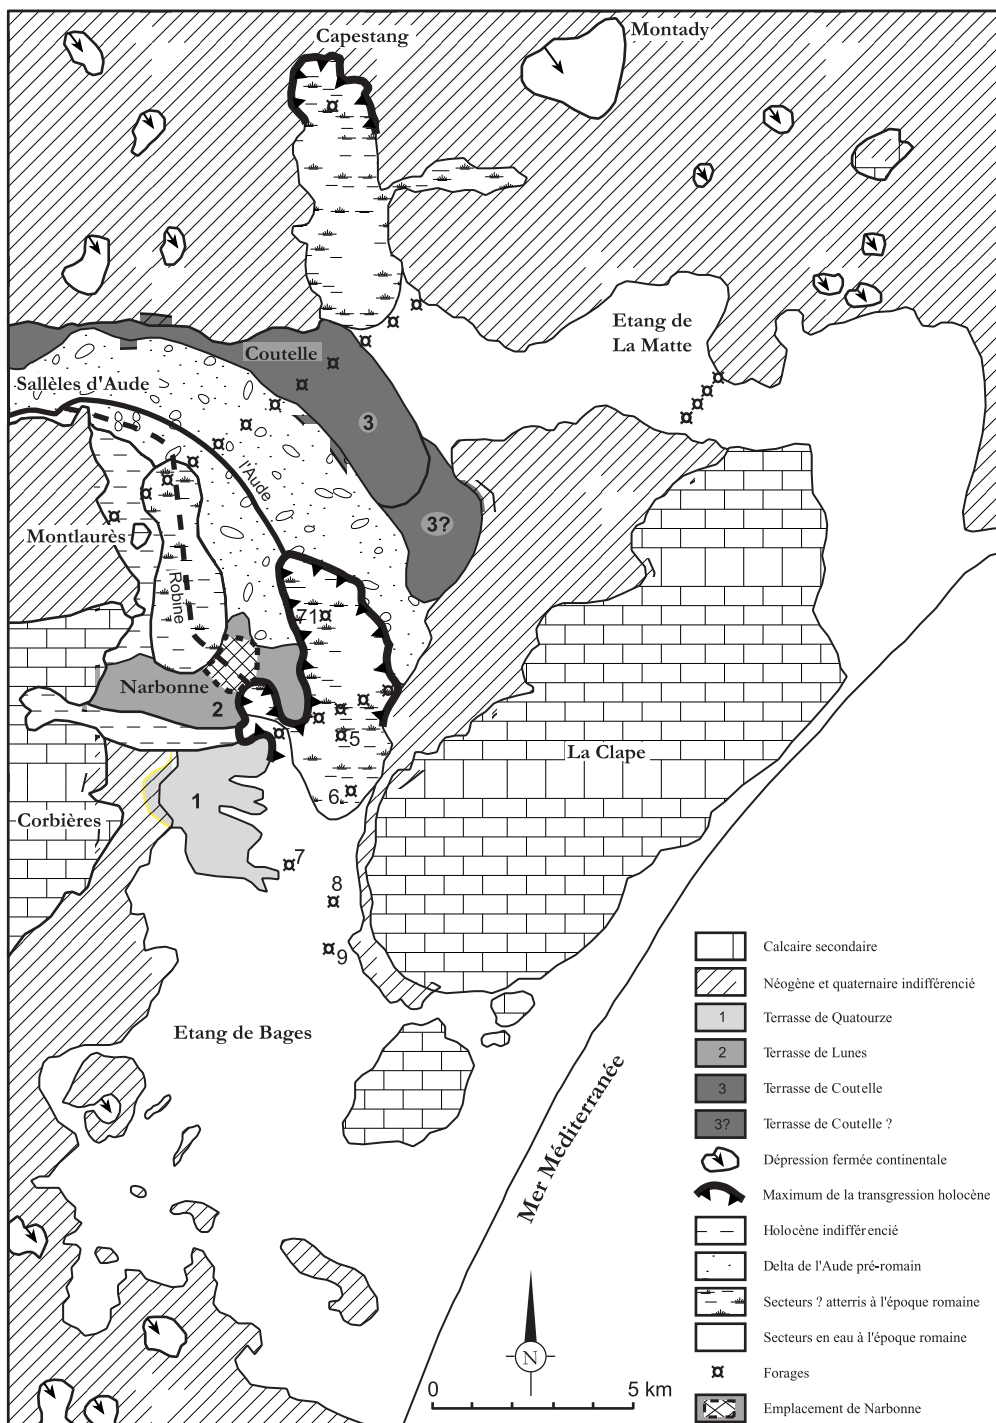 Capestang
Montady
Etang de
La Matte
Coutelle
Sallèles d'Aude
3
l'Aude
3?
Montlaurès
Robine
71
Narbonne
2
5
La Clape
6
1
Corbières
7
8
9
Etang de Bages
Mer Méditerranée
N
0
5 km
Calcaire secondaire
Néogène et quaternaire indifférencié
1 Terrasse de Quatourze
2 Terrasse de Lunes
3 Terrasse de Coutelle
3? Terrasse de Coutelle ?
Dépression fermée continentale
Maximum de la transgression holocène
Holocène indifférencié
Delta de l'Aude pré-romain
Secteurs ? atterris à l'époque romaine
Secteurs en eau à l'époque romaine
Forages
Emplacement de Narbonne